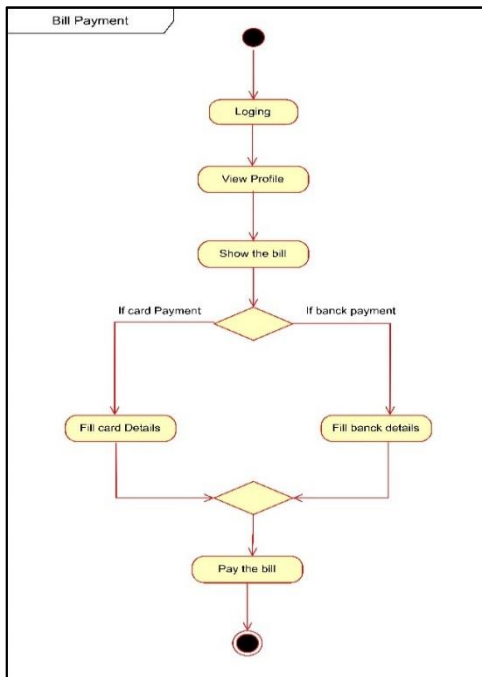 Bill Payment
Loging
View Profile
Show the bill
If card Payment
If banck payment
Fill card Details
Fill banck details
Pay the bill